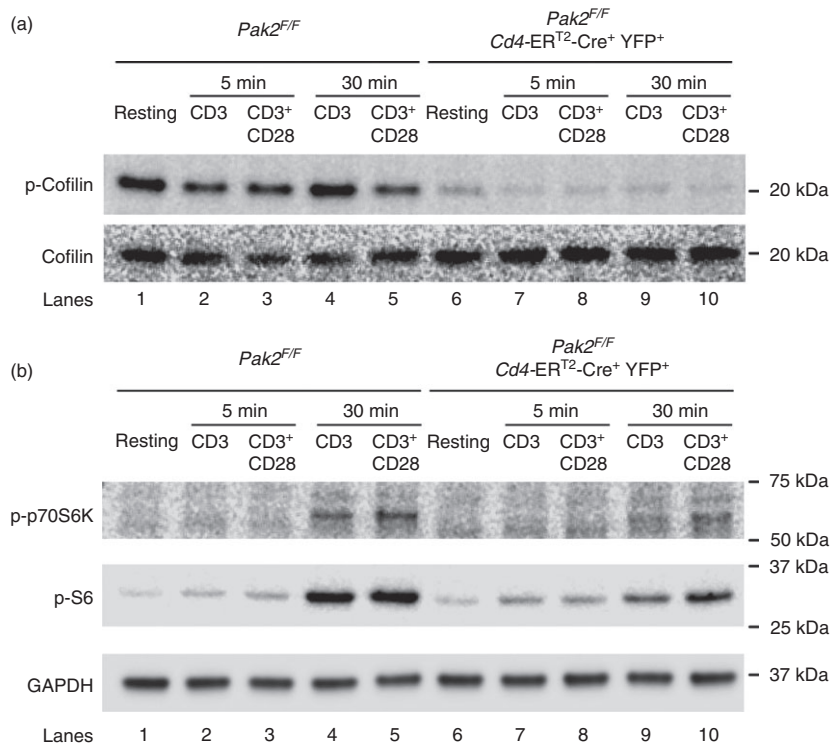 (a)
Pak2F/F
Pak2F/F
Cd4-ERT2-Cre+ YFP+
5 min
30 min
5 min
30 min
Resting CD3 CD3+ CD3 CD3+ Resting CD3 CD3+ CD3 CD3+
CD28 CD28 CD28 CD28
p-Cofilin
20 kDa
Cofilin
20 kDa
Lanes 1 2 3 4 5 6 7 8 9 10
(b)
Pak2F/F
Pak2F/F
Cd4-ERT2-Cre+ YFP+
5 min
30 min
5 min
30 min
Resting CD3 CD3+ CD3 CD3+ Resting CD3 CD3+ CD3 CD3+
CD28 CD28 CD28 CD28
75 kDa
p-p70S6K
50 kDa
37 kDa
p-S6
25 kDa
37 kDa
GAPDH
Lanes 1 2 3 4 5 6 7 8 9 10